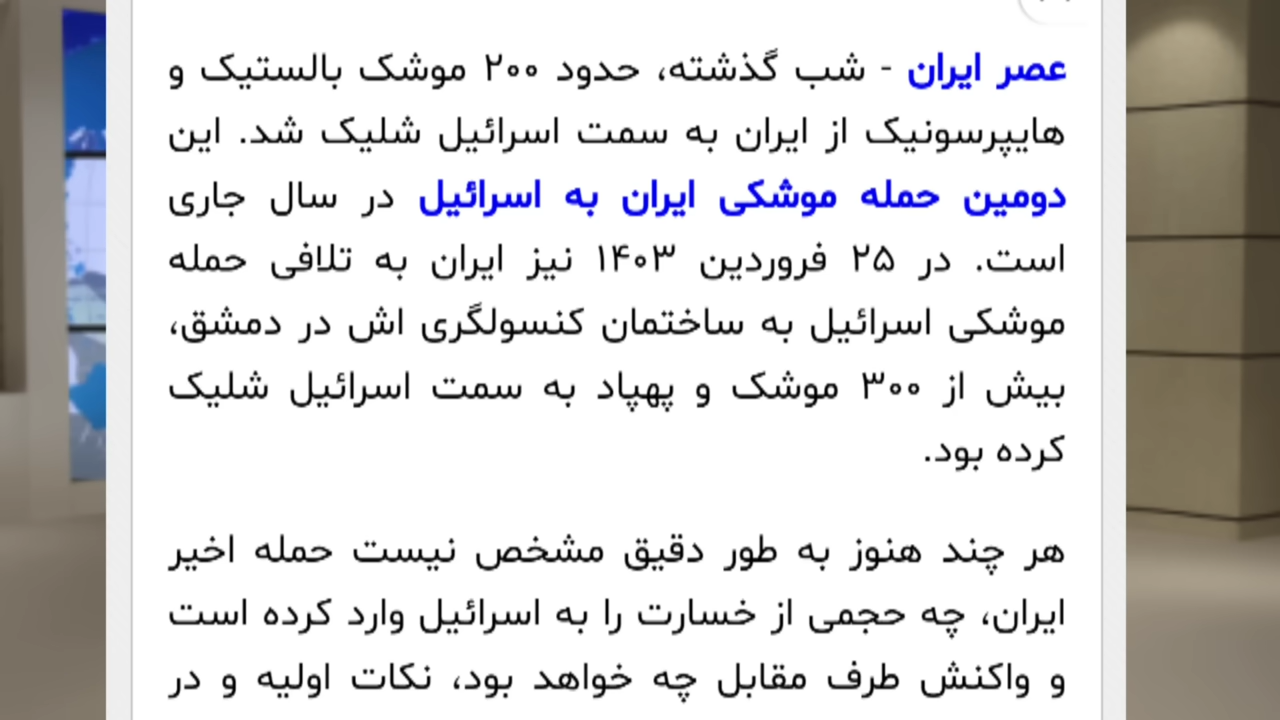 عصر ایران - شب گذشته، حدود ۲۰۰ موشک بالستیک و
هایپرسونیک از ایران به سمت اسرائیل شلیک شد. این
دومین حمله موشکی ایران به اسرائیل در سال جاری
است. در ۲۵ فروردین ۱۴۰۳ نیز ایران به تلافی حمله
موشکی اسرائیل به ساختمان کنسولگری اش در دمشق،
بیش از ۳۰۰ موشک و پهپاد به سمت اسرائیل شلیک
کرده بود.
هر چند هنوز به طور دقیق مشخص نیست حمله اخیر
ایران، چه حجمی از خسارت را به اسرائیل وارد کرده است
و واکنش طرف مقابل چه خواهد بود، نکات اولیه و در